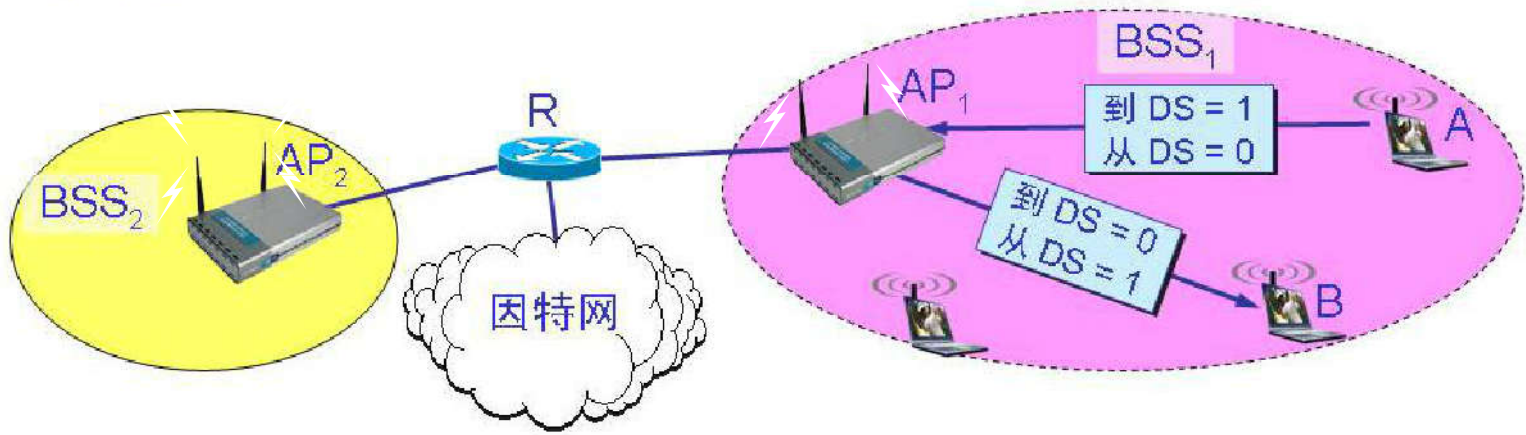 BSS₁
AP₁
到 DS = 1
从 DS = 0
A
R
AP₂
BSS₂
到 DS = 0
从 DS = 1
B
因特网